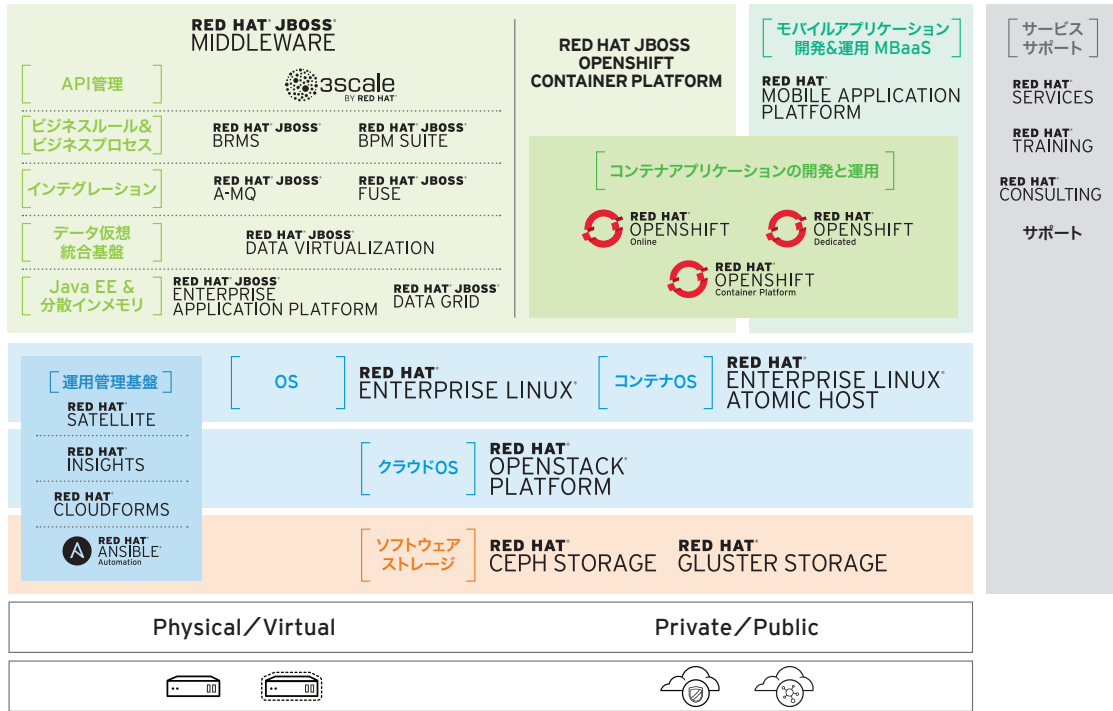 RED HAT® JBOSS®
MIDDLEWARE
API管理
3scale
BY RED HAT®
ビジネスルール&
ビジネスプロセス
RED HAT® JBOSS®
BRMS
RED HAT® JBOSS®
BPM SUITE
インテグレーション
RED HAT® JBOSS®
A-MQ
RED HAT® JBOSS®
FUSE
データ仮想
統合基盤
RED HAT® JBOSS®
DATA VIRTUALIZATION
Java EE &
分散インメモリ
RED HAT® JBOSS®
ENTERPRISE
APPLICATION PLATFORM
RED HAT® JBOSS®
DATA GRID
RED HAT JBOSS
OPENSHIFT
CONTAINER PLATFORM
モバイルアプリケーション
開発&運用 MBaaS
RED HAT®
MOBILE APPLICATION
PLATFORM
コンテナアプリケーションの開発と運用
RED HAT®
OPENSHIFT
Online
RED HAT®
OPENSHIFT
Dedicated
RED HAT®
OPENSHIFT
Container Platform
サービス
サポート
RED HAT®
SERVICES
RED HAT®
TRAINING
RED HAT®
CONSULTING
サポート
運用管理基盤
RED HAT®
SATELLITE
RED HAT®
INSIGHTS
RED HAT®
CLOUDFORMS
RED HAT®
ANSIBLE®
Automation
OS
RED HAT®
ENTERPRISE LINUX®
コンテナOS
RED HAT®
ENTERPRISE LINUX®
ATOMIC HOST
クラウドOS
RED HAT®
OPENSTACK®
PLATFORM
ソフトウェア
ストレージ
RED HAT®
CEPH STORAGE
RED HAT®
GLUSTER STORAGE
Physical/Virtual
Private/Public